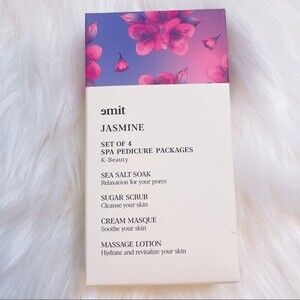 emit
JASMINE
SET OF 4
SPA PEDICURE PACKAGES
K-Beauty
SEA SALT SOAK
Relaxation for your pores
SUGAR SCRUB
Cleanse your skin
CREAM MASQUE
Soothe your skin
MASSAGE LOTION
Hydrate and revitalize your skin